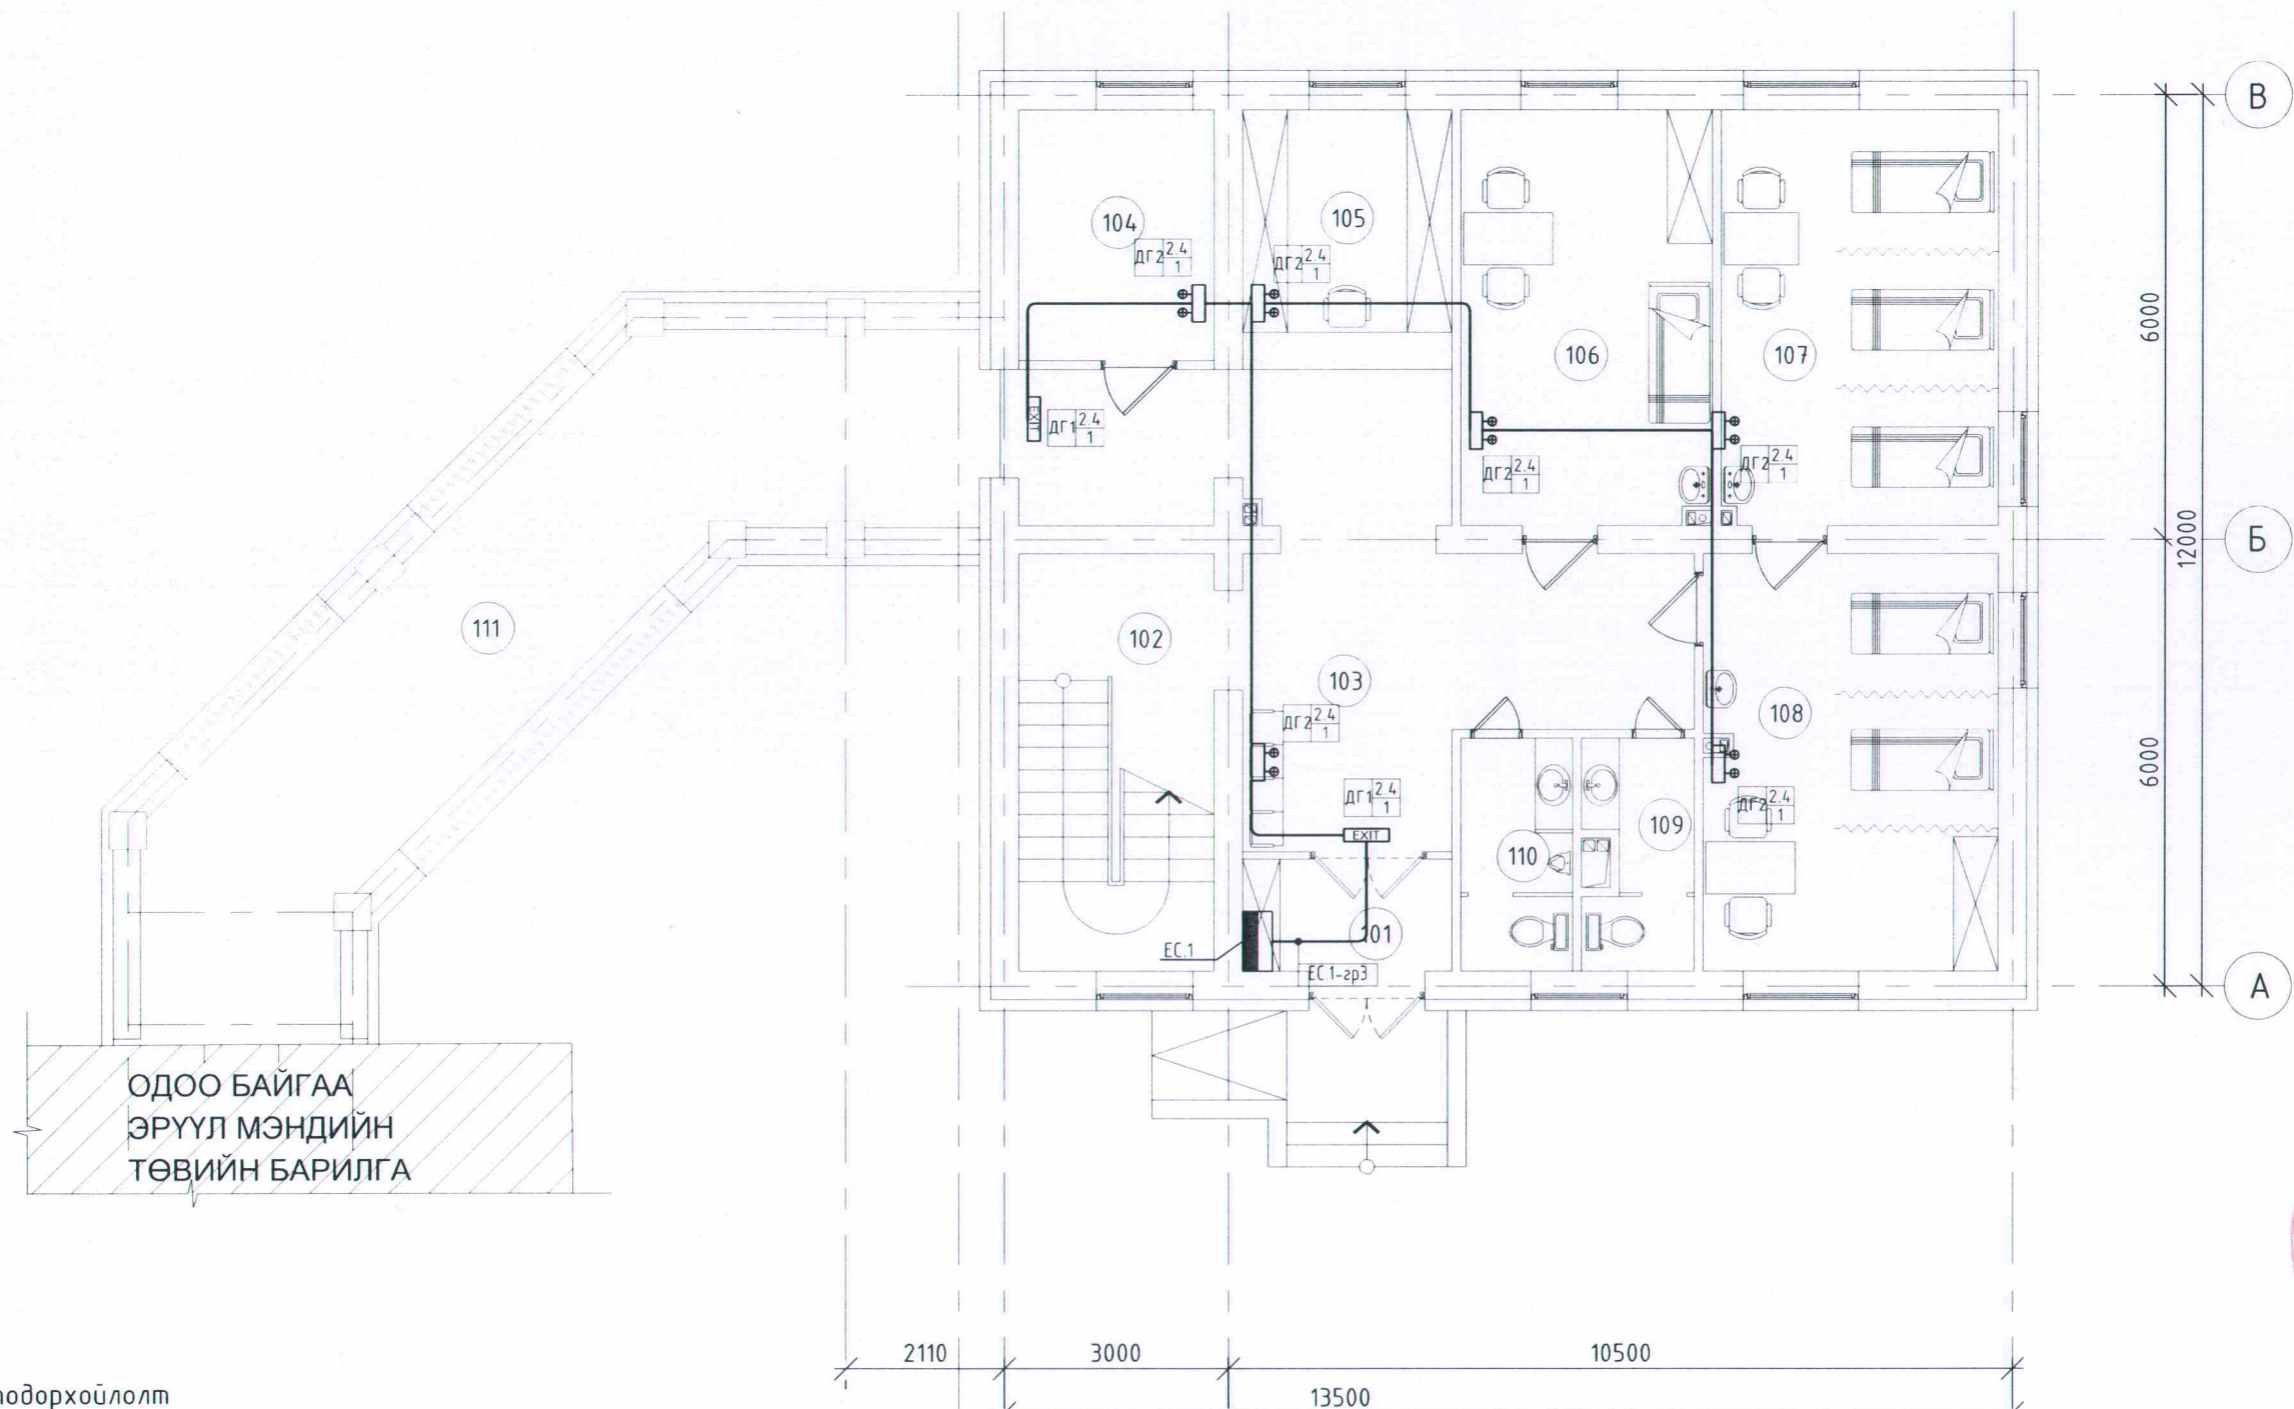 В
104
105
ДГ2 2.4 1
ДГ2 2.4 1
6000
106
107
EXIT
ДГ1 2.4 1
ДГ2 2.4 1
ДГ2 2.4 1
Б
12000
111
102
103
108
ДГ2 2.4 1
6000
ДГ1 2.4 1
ДГ2 2.4 1
EXIT
109
110
101
ЕС.1
ЕС.1-гр3
А
ОДОО БАЙГАА
ЭРҮҮЛ МЭНДИЙН
ТӨВИЙН БАРИЛГА
2110
3000
10500
13500